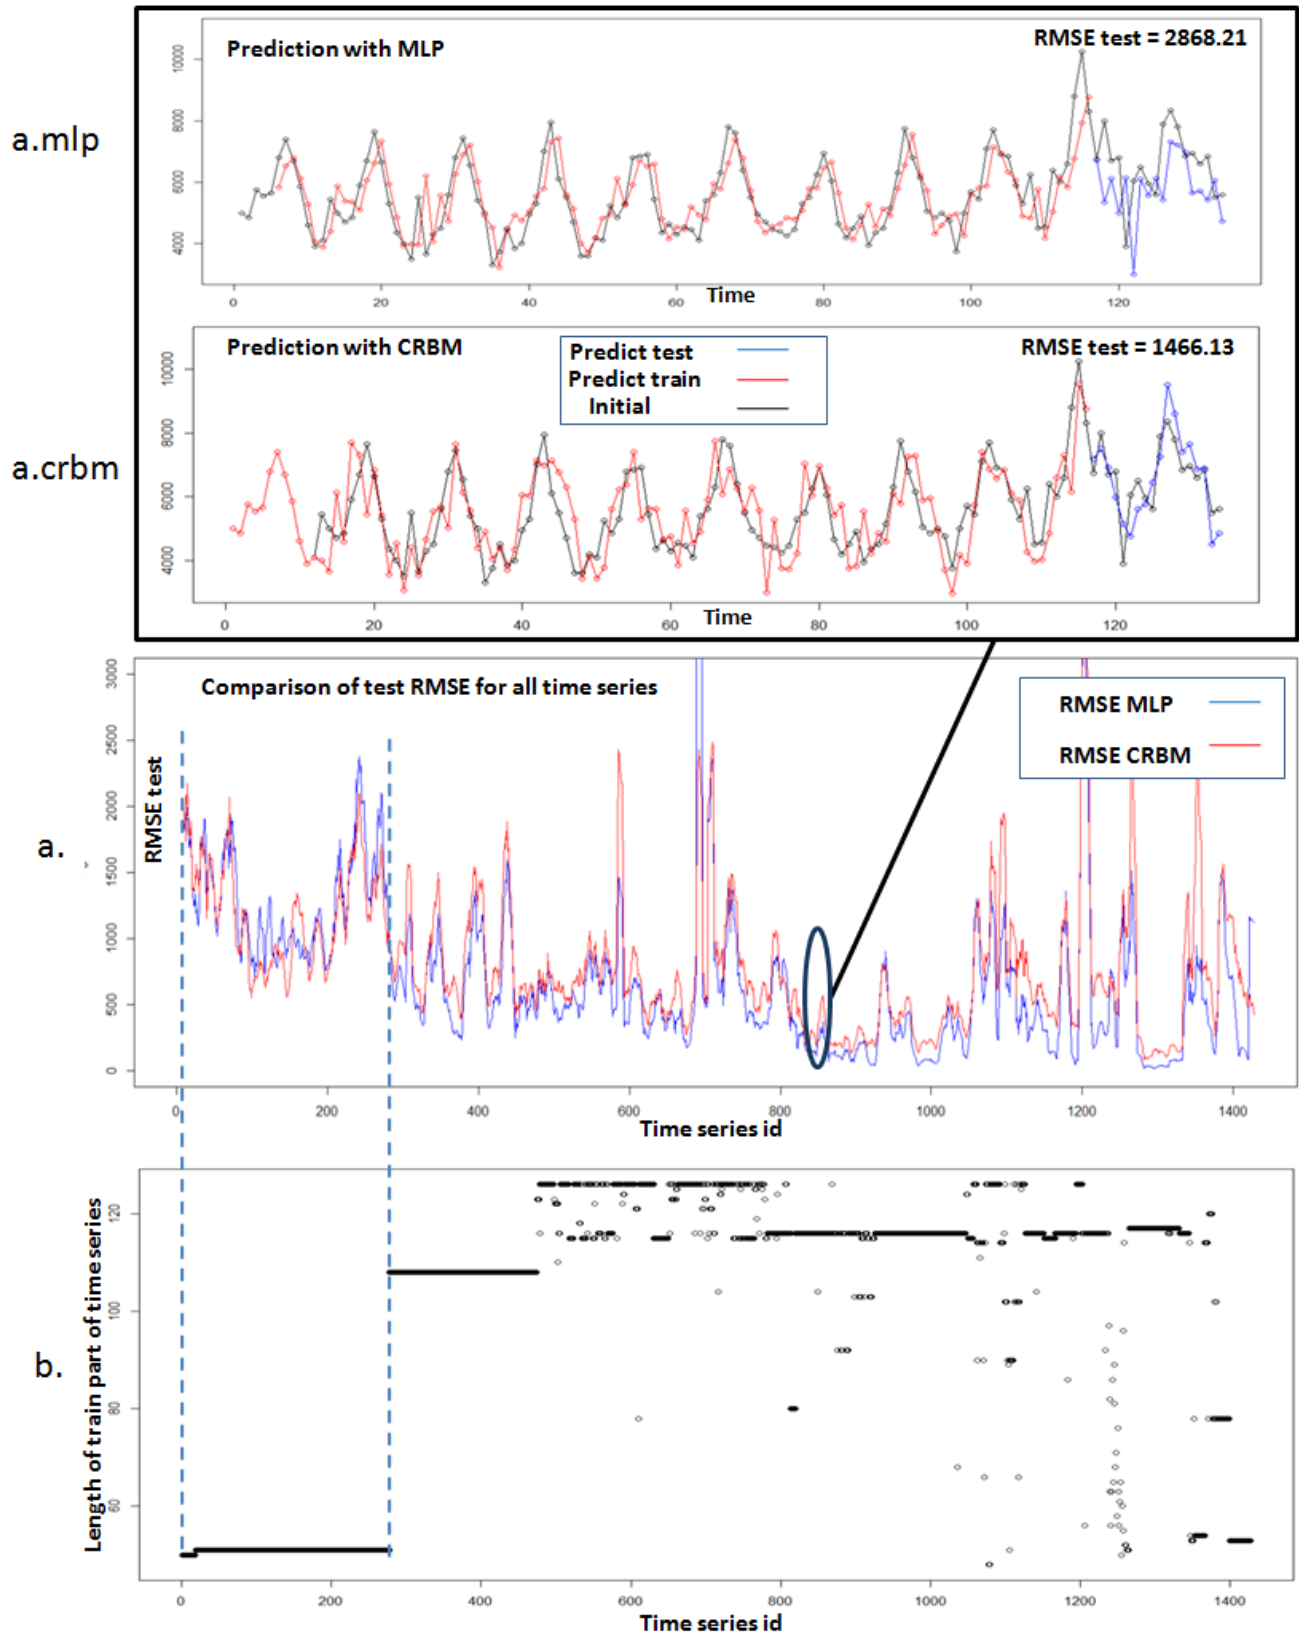 Prediction with MLP
RMSE test = 2868.21
a.mlp
10000
8000
6000
4000
0 20 40 60 80 100 120
Time
Prediction with CRBM
RMSE test = 1466.13
Predict test
Predict train
Initial
a.crbm
10000
8000
6000
4000
0 20 40 60 80 100 120
Time
Comparison of test RMSE for all time series
RMSE MLP
RMSE CRBM
RMSE test
a.
3000
2500
2000
1500
1000
500
0
0 200 400 600 800 1000 1200 1400
Time series id
Length of train part of timeseries
b.
120
100
80
60
0 200 400 600 800 1000 1200 1400
Time series id